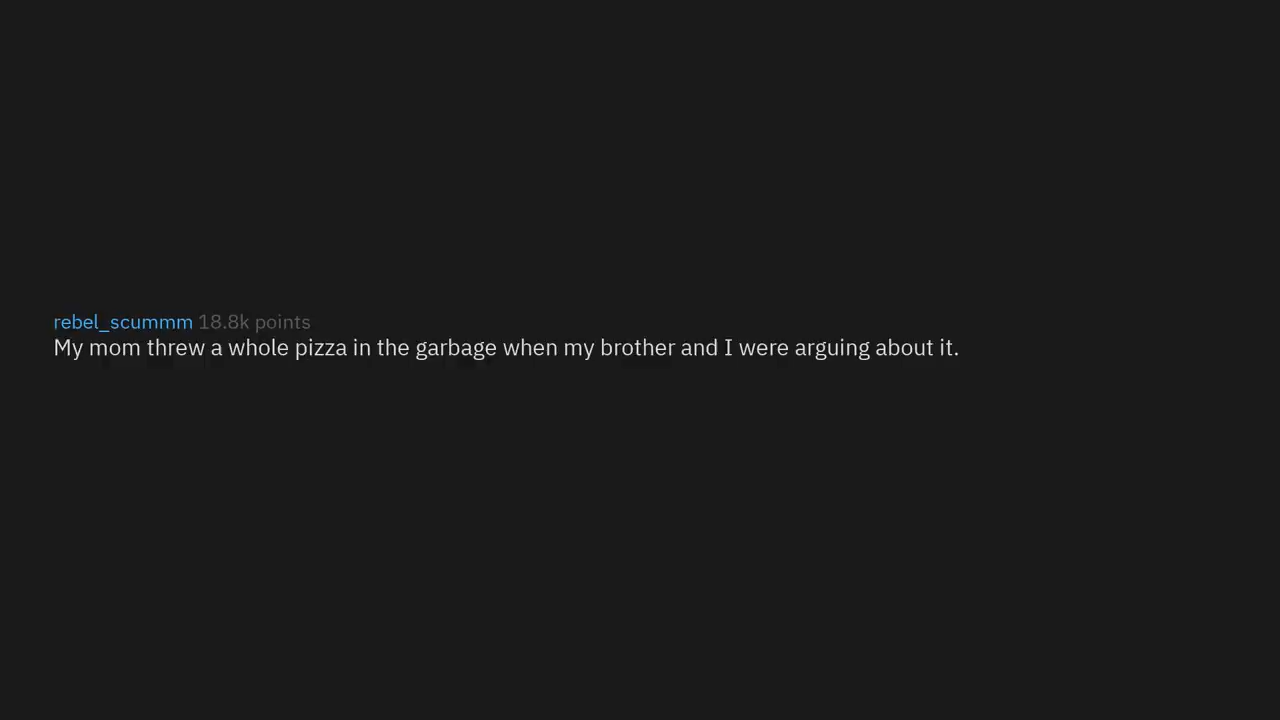 rebel_scummm 18.8k points
My mom threw a whole pizza in the garbage when my brother and I were arguing about it.